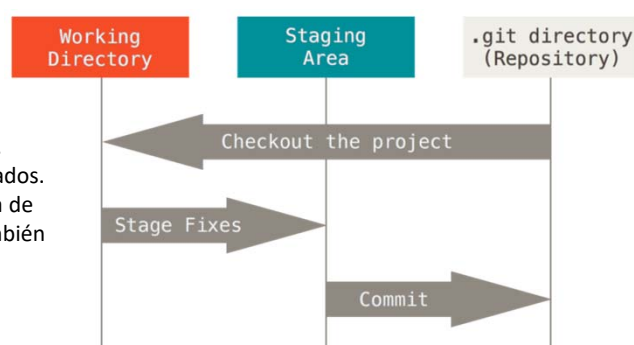 Working
Directory
Staging
Area
.git directory
(Repository)
Checkout the project
ados.
de
Stage Fixes
bién
Commit